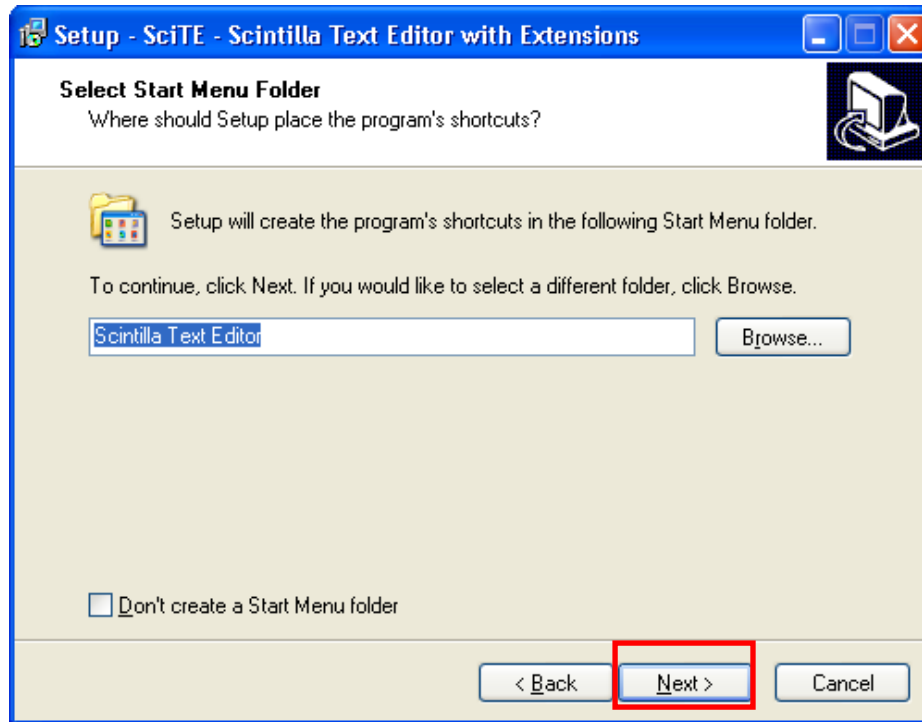 Setup - SciTE - Scintilla Text Editor with Extensions
Select Start Menu Folder
Where should Setup place the program's shortcuts?
Setup will create the program's shortcuts in the following Start Menu folder.
To continue, click Next. If you would like to select a different folder, click Browse.
Scintilla Text Editor
Browse...
Don't create a Start Menu folder
< Back
Next >
Cancel